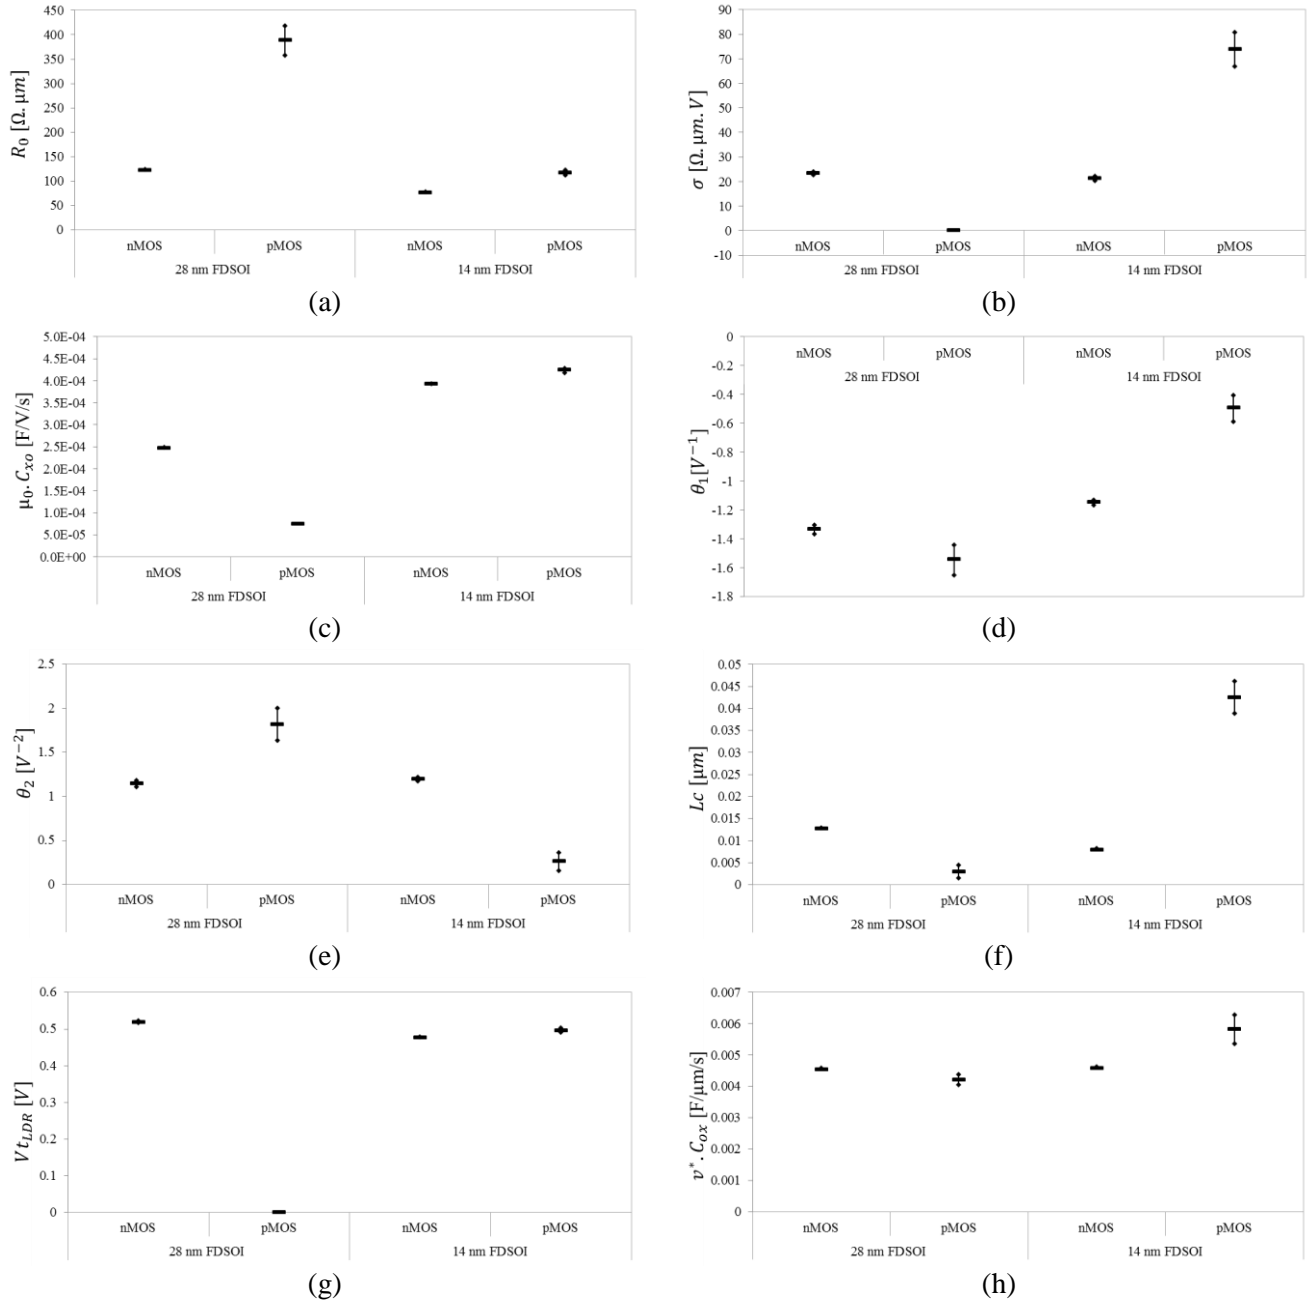 450
400
350
300
250
200
150
100
50
0
R₀ [Ω.μm]
nMOS pMOS nMOS pMOS
28 nm FDSOI 14 nm FDSOI
(a)
90
80
70
60
50
40
30
20
10
0
-10
σ [Ω.μm.V]
nMOS pMOS nMOS pMOS
28 nm FDSOI 14 nm FDSOI
(b)
5.0E-04
4.5E-04
4.0E-04
3.5E-04
3.0E-04
2.5E-04
2.0E-04
1.5E-04
1.0E-04
5.0E-05
0.0E+00
μ₀.C_xo [F/V/s]
nMOS pMOS nMOS pMOS
28 nm FDSOI 14 nm FDSOI
(c)
0
-0.2
-0.4
-0.6
-0.8
-1
-1.2
-1.4
-1.6
-1.8
θ₁[V⁻¹]
nMOS pMOS nMOS pMOS
28 nm FDSOI 14 nm FDSOI
(d)
2.5
2
1.5
1
0.5
0
θ₂ [V⁻²]
nMOS pMOS nMOS pMOS
28 nm FDSOI 14 nm FDSOI
(e)
0.05
0.045
0.04
0.035
0.03
0.025
0.02
0.015
0.01
0.005
0
Lc [μm]
nMOS pMOS nMOS pMOS
28 nm FDSOI 14 nm FDSOI
(f)
0.6
0.5
0.4
0.3
0.2
0.1
0
Vt_LDR [V]
nMOS pMOS nMOS pMOS
28 nm FDSOI 14 nm FDSOI
(g)
0.007
0.006
0.005
0.004
0.003
0.002
0.001
0
v*.C_ox [F/μm/s]
nMOS pMOS nMOS pMOS
28 nm FDSOI 14 nm FDSOI
(h)